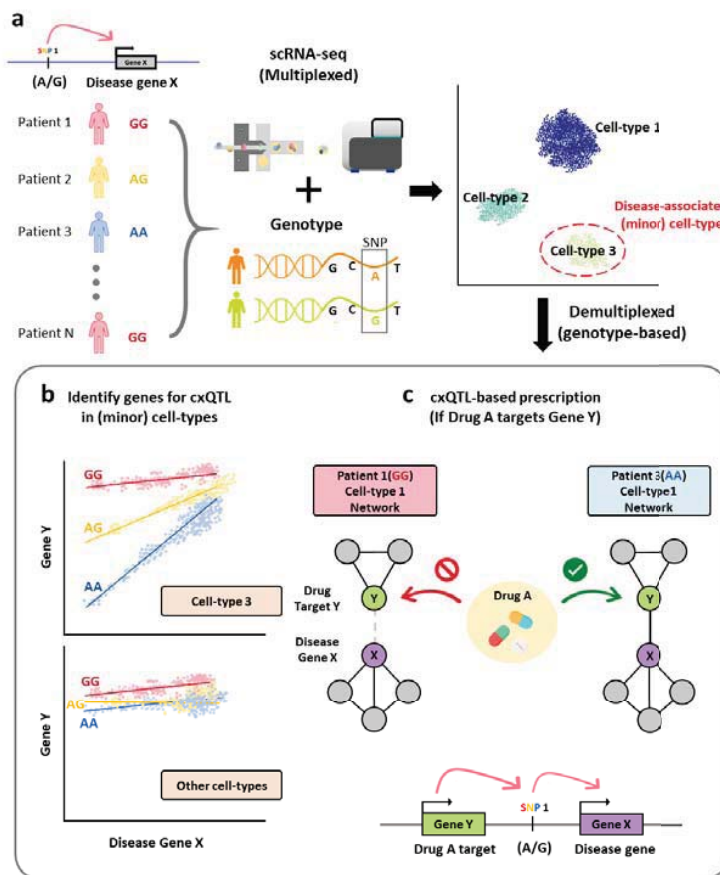 a
SNP 1
Gene X
(A/G)
Disease gene X
Patient 1
GG
Patient 2
AG
Patient 3
AA
Patient N
GG
scRNA-seq
(Multiplexed)
Genotype
SNP
G C A T
G C G T
Cell-type 1
Cell-type 2
Disease-associate
(minor) cell-type
Cell-type 3
Demultiplexed
(genotype-based)
b
Identify genes for cxQTL
in (minor) cell-types
Gene Y
GG
AG
AA
Cell-type 3
Gene Y
GG
AG
AA
Other cell-types
Disease Gene X
c
cxQTL-based prescription
(If Drug A targets Gene Y)
Patient 1(GG)
Cell-type 1
Network
Patient 3(AA)
Cell-type1
Network
Drug
Target Y
Y
Drug A
Y
Disease
Gene X
X
X
SNP 1
Gene Y
Gene X
Drug A target
(A/G)
Disease gene